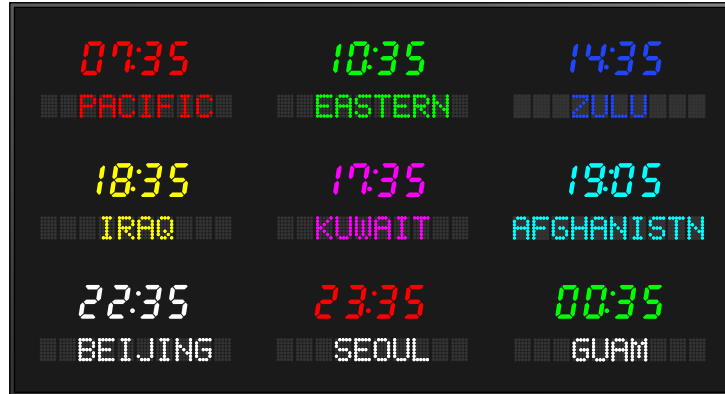 07:35 10:35 14:35
PACIFIC EASTERN ZULU
18:35 17:35 19:05
IRAQ KUWAIT AFGHANISTN
22:35 23:35 00:35
BEIJING SEOUL GUAM